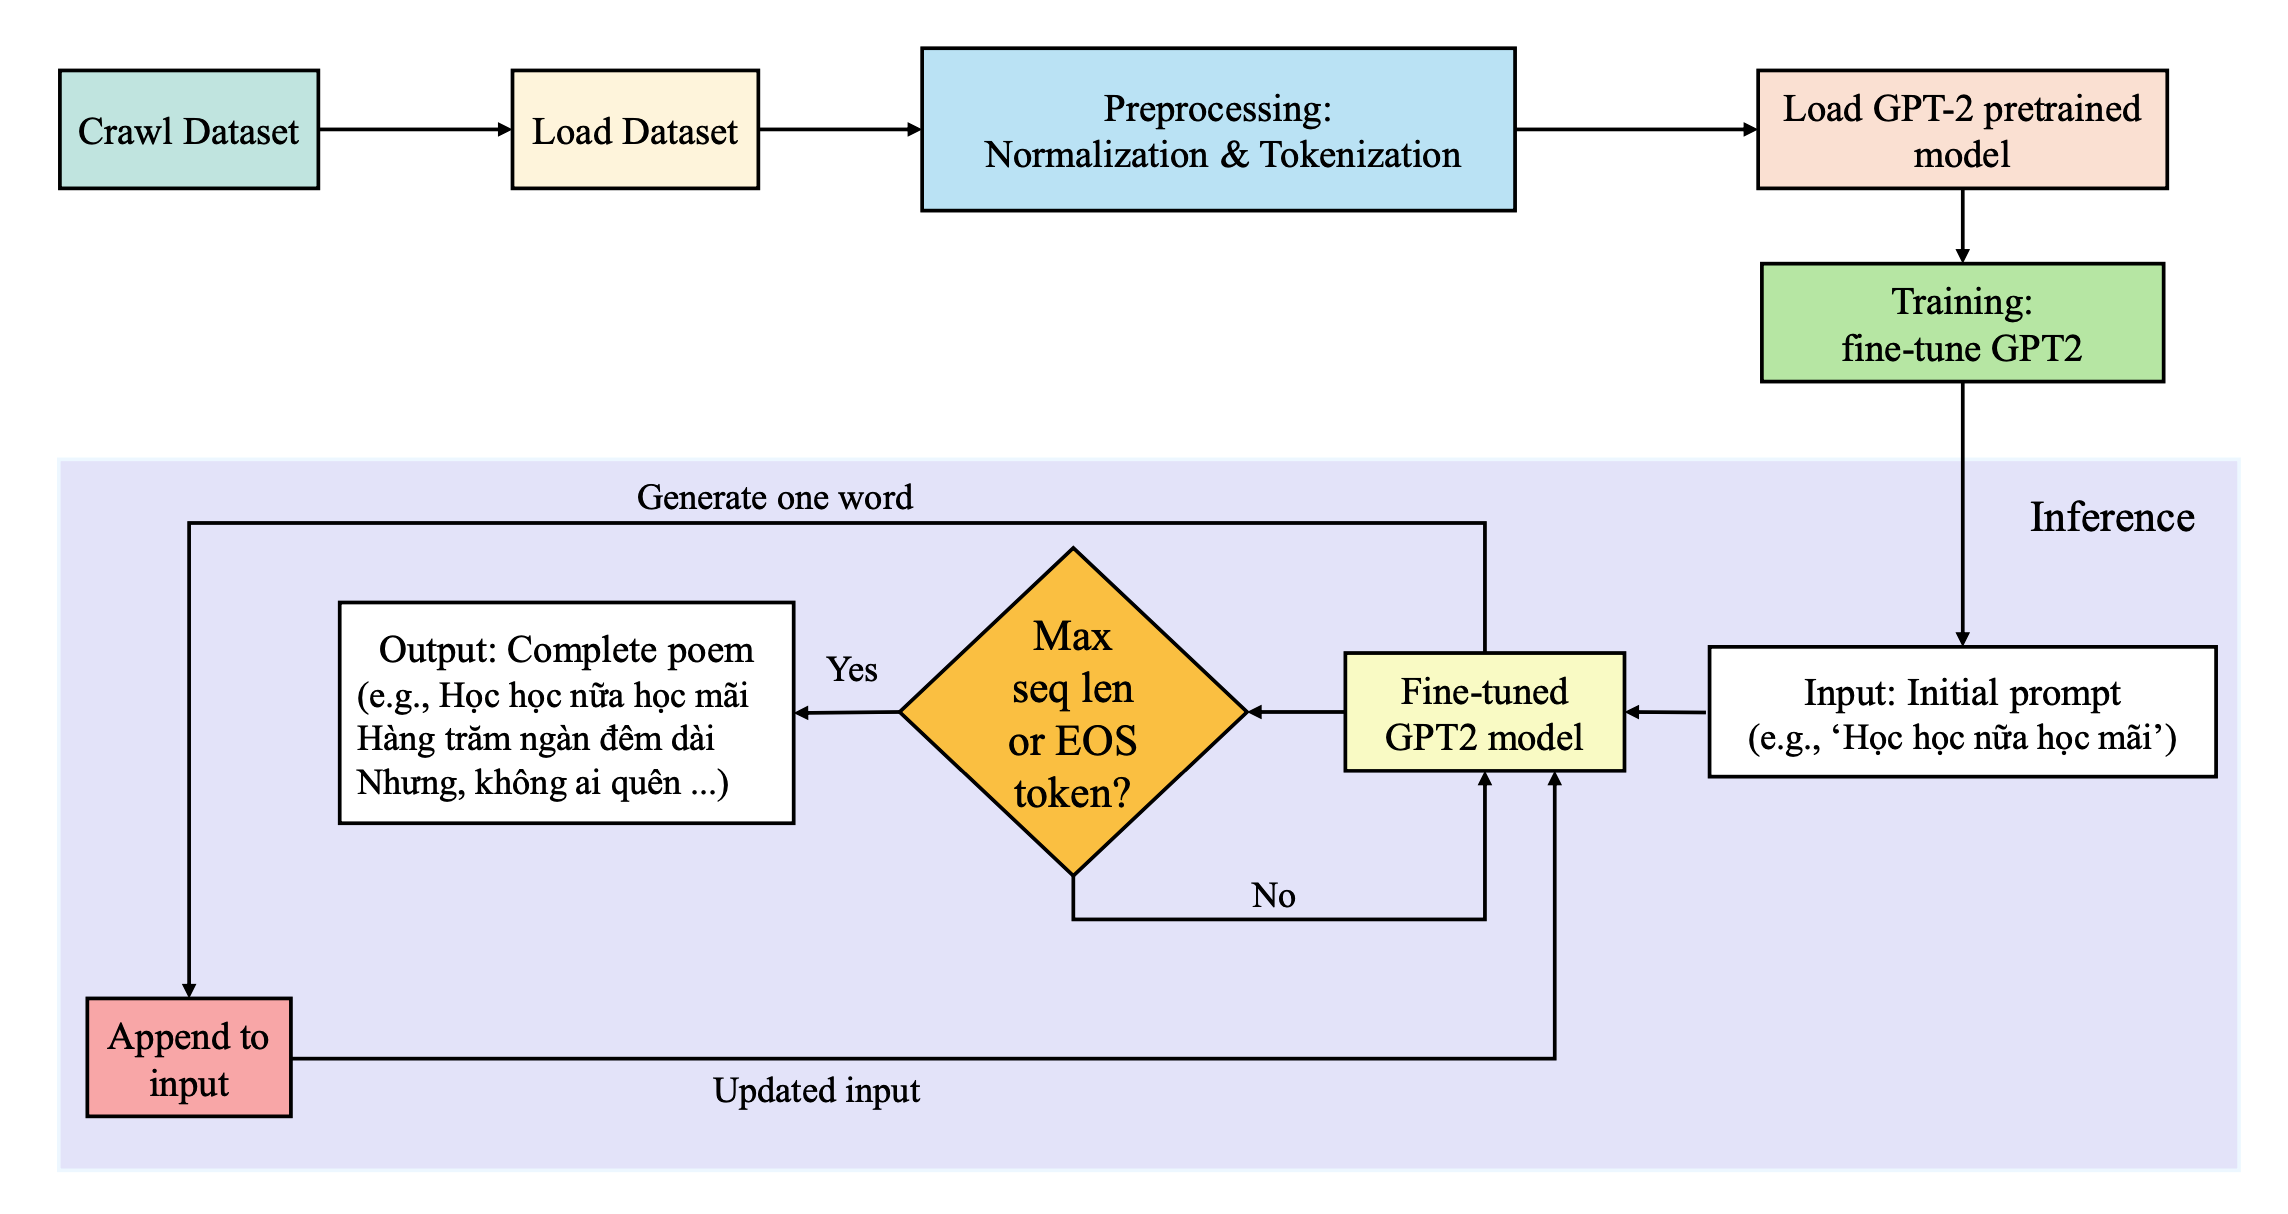 Crawl Dataset
Load Dataset
Preprocessing:
Normalization & Tokenization
Load GPT-2 pretrained
model
Training:
fine-tune GPT2
Inference
Generate one word
Output: Complete poem
(e.g., Học học nữa học mãi
Hàng trăm ngàn đêm dài
Nhưng, không ai quên ...)
Yes
Max
seq len
or EOS
token?
No
Fine-tuned
GPT2 model
Input: Initial prompt
(e.g., ‘Học học nữa học mãi’)
Append to
input
Updated input